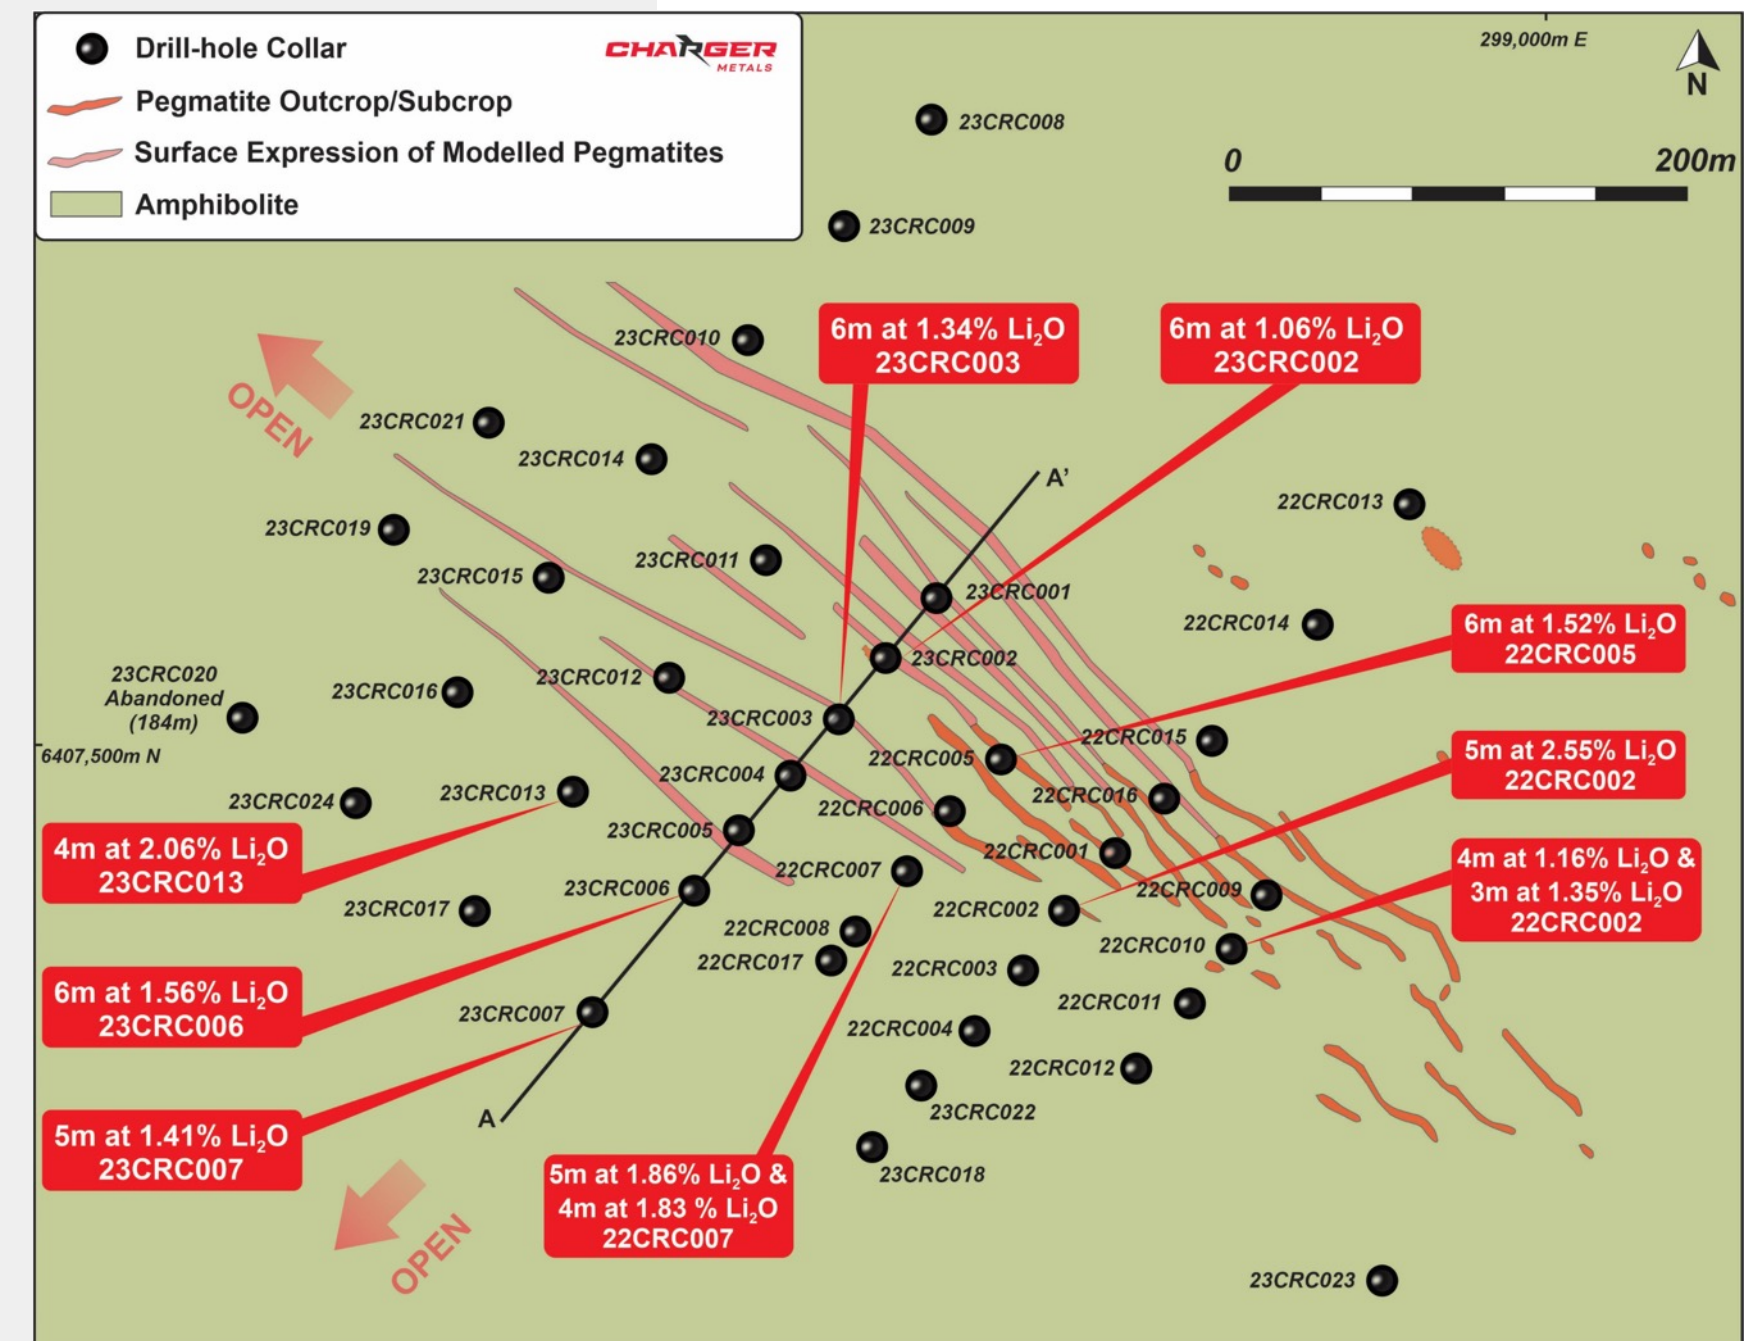 Drill-hole Collar
CHARGER
METALS
Pegmatite Outcrop/Subcrop
Surface Expression of Modelled Pegmatites
Amphibolite
299,000m E
N
0 200m
23CRC008
23CRC009
23CRC010
6m at 1.34% Li₂O
23CRC003
6m at 1.06% Li₂O
23CRC002
OPEN
23CRC021
23CRC014
A'
22CRC013
23CRC019
23CRC011
23CRC015
23CRC001
22CRC014
6m at 1.52% Li₂O
22CRC005
23CRC002
23CRC020
Abandoned
(184m)
23CRC016
23CRC012
23CRC003
22CRC015
6407,500m N
22CRC005
5m at 2.55% Li₂O
22CRC002
23CRC004
23CRC024
23CRC013
22CRC006
22CRC016
23CRC005
4m at 2.06% Li₂O
23CRC013
22CRC001
4m at 1.16% Li₂O &
3m at 1.35% Li₂O
22CRC002
22CRC007
23CRC006
22CRC009
23CRC017
22CRC002
22CRC008
22CRC010
22CRC017
22CRC003
6m at 1.56% Li₂O
23CRC006
22CRC011
23CRC007
22CRC004
22CRC012
A
23CRC022
5m at 1.41% Li₂O
23CRC007
5m at 1.86% Li₂O &
4m at 1.83 % Li₂O
22CRC007
23CRC018
OPEN
23CRC023